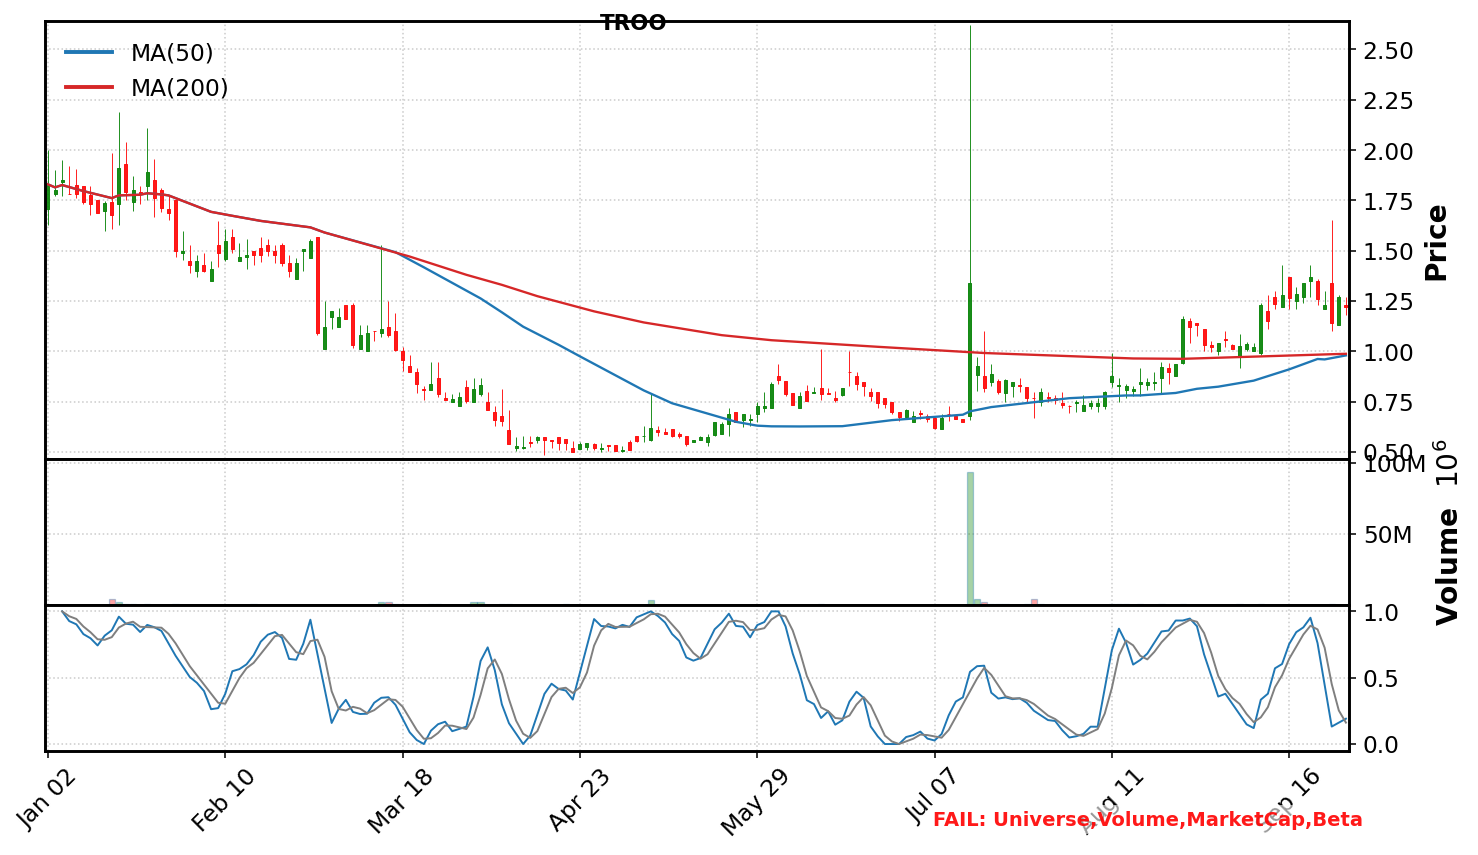 TROO
MA(50)
MA(200)
2.50
2.25
2.00
1.75
1.50
1.25
1.00
0.75
0.50
Price
100M
50M
Volume 10⁶
1.0
0.5
0.0
Jan 02
Feb 10
Mar 18
Apr 23
May 29
Jul 07
Aug 11
Sep 16
FAIL: Universe,Volume,MarketCap,Beta